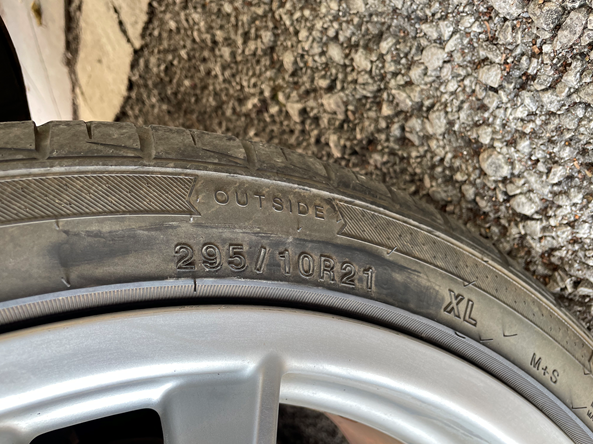 OUTSIDE
295/10R21
XL
M+S